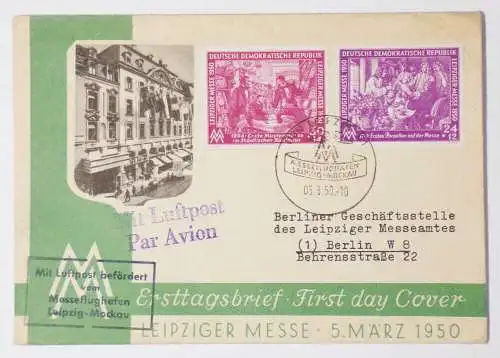 DEUTSCHE DEMOKRATISCHE REPUBLIK
LEIPZIGER MESSE 1950
DEUTSCHE DEMOKRATISCHE REPUBLIK
LEIPZIGER MESSE 1950
24
12
MESSEFLUGHAFEN
LEIPZIG-MOCKAU
05.3.50.-10
Mit Luftpost
Par Avion
Berliner Geschäftsstelle
des Leipziger Messeamtes
(1) Berlin W 8
Behrensstraße 22
Mit Luftpost befördert
vom
Messeflughafen
Leipzig-Mockau
Ersttagsbrief · First day Cover
LEIPZIGER MESSE · 5. MÄRZ 1950